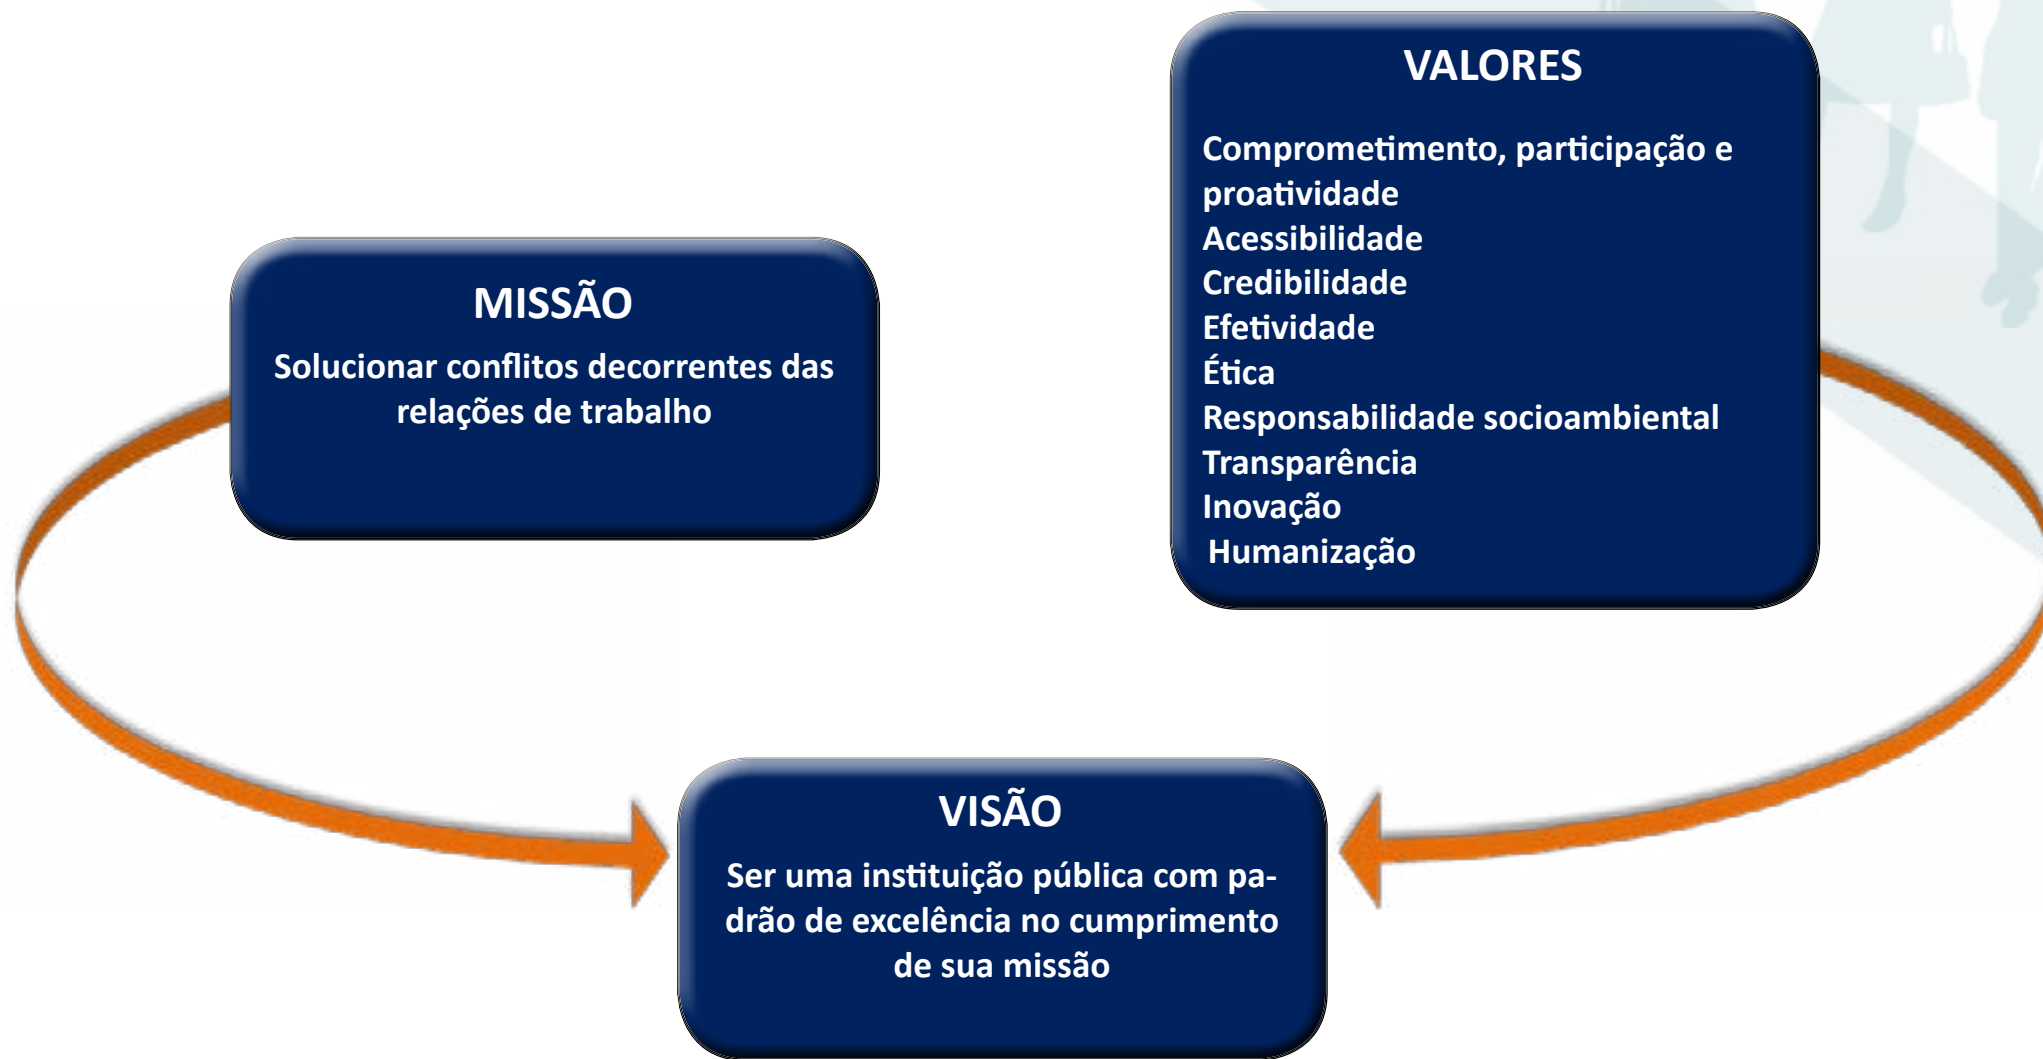 MISSÃO
Solucionar conflitos decorrentes das
relações de trabalho
VALORES
Comprometimento, participação e
proatividade
Acessibilidade
Credibilidade
Efetividade
Ética
Responsabilidade socioambiental
Transparência
Inovação
Humanização
VISÃO
Ser uma instituição pública com pa-
drão de excelência no cumprimento
de sua missão